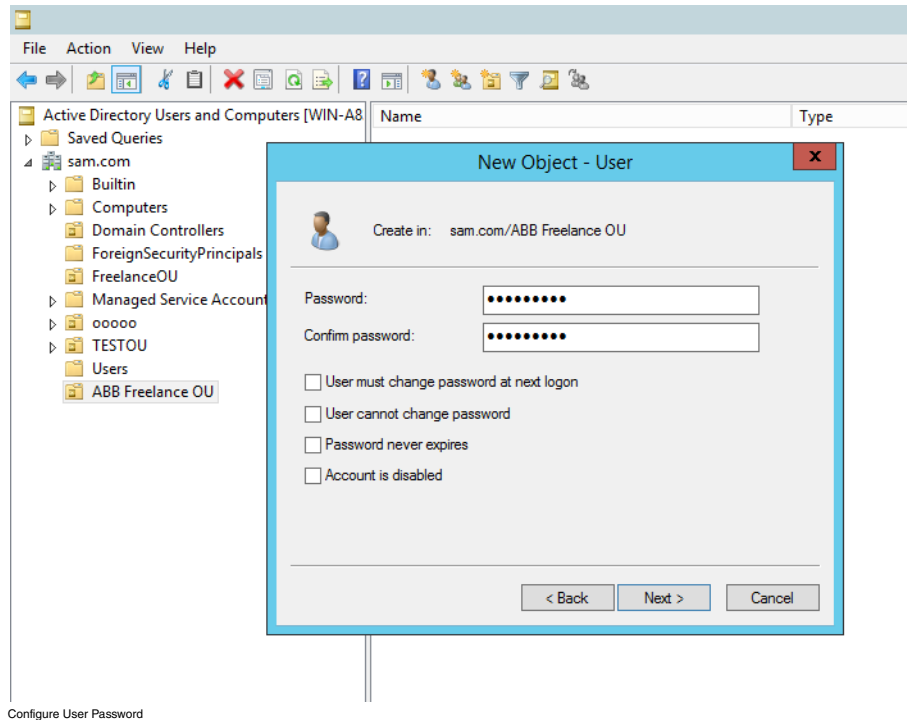 File Action View Help
Active Directory Users and Computers [WIN-A8
Name
Type
Saved Queries
sam.com
Builtin
Computers
Domain Controllers
ForeignSecurityPrincipals
FreelanceOU
Managed Service Account
ooooo
TESTOU
Users
ABB Freelance OU
New Object - User
x
Create in: sam.com/ABB Freelance OU
Password: ●●●●●●●●●
Confirm password: ●●●●●●●●●
User must change password at next logon
User cannot change password
Password never expires
Account is disabled
< Back Next > Cancel
Configure User Password